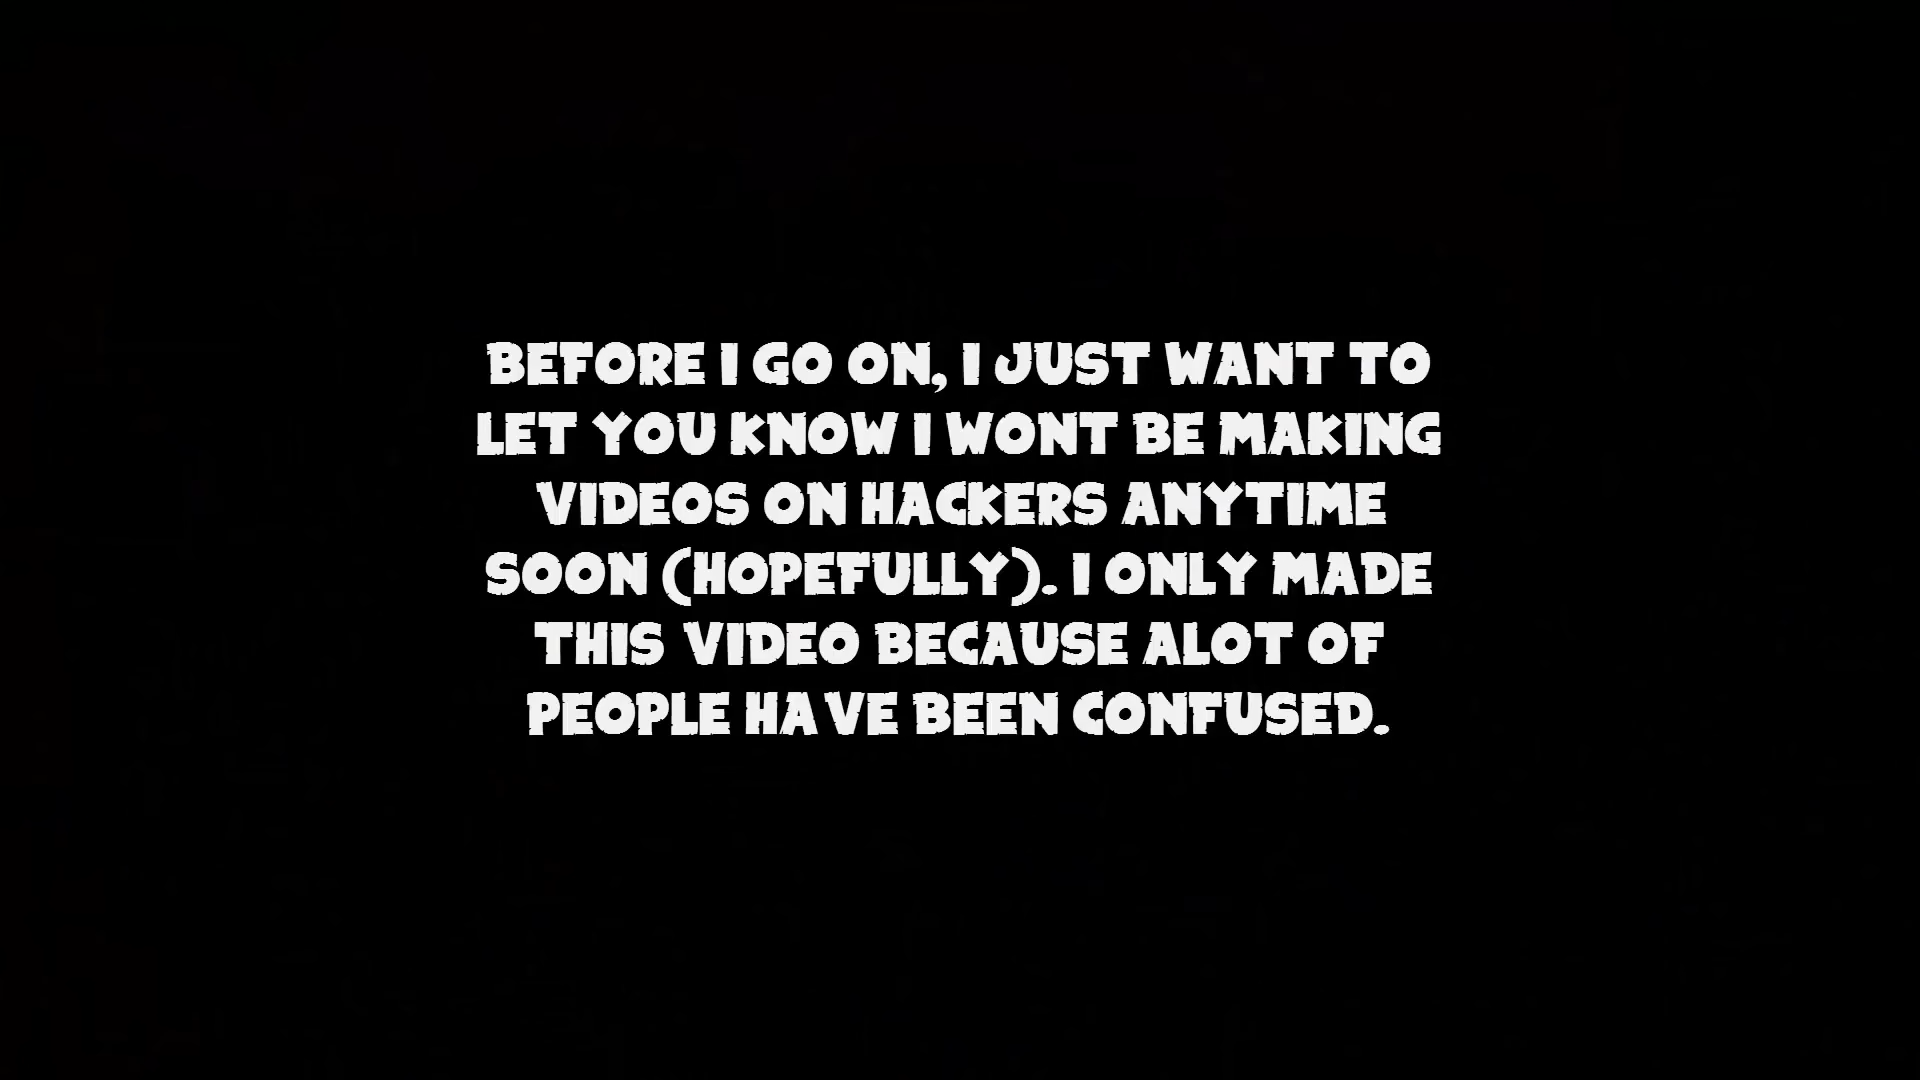 BEFORE I GO ON, I JUST WANT TO
LET YOU KNOW I WONT BE MAKING
VIDEOS ON HACKERS ANYTIME
SOON (HOPEFULLY). I ONLY MADE
THIS VIDEO BECAUSE ALOT OF
PEOPLE HAVE BEEN CONFUSED.